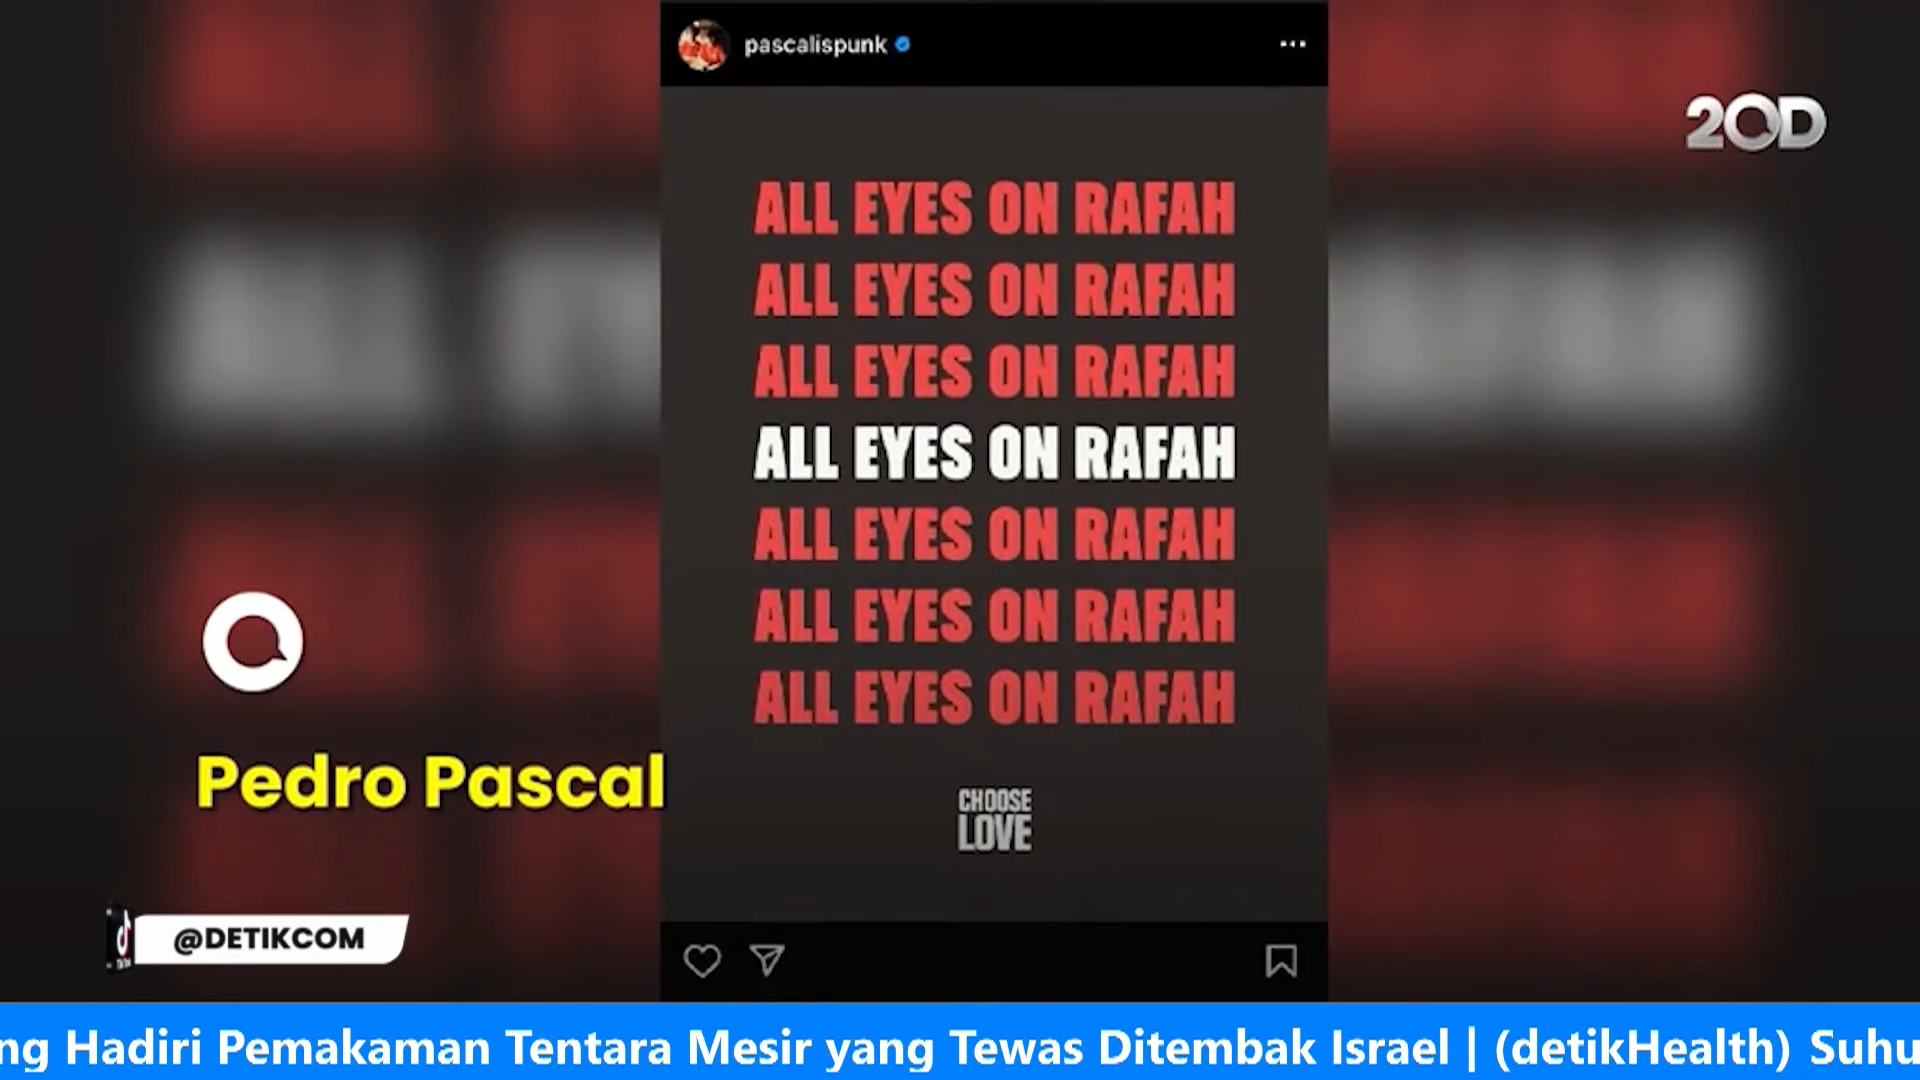 pascalispunk
20D
ALL EYES ON RAFAH
ALL EYES ON RAFAH
ALL EYES ON RAFAH
ALL EYES ON RAFAH
ALL EYES ON RAFAH
ALL EYES ON RAFAH
ALL EYES ON RAFAH
Pedro Pascal
CHOOSE
LOVE
@DETIKCOM
ng Hadiri Pemakaman Tentara Mesir yang Tewas Ditembak Israel | (detikHealth) Suhu